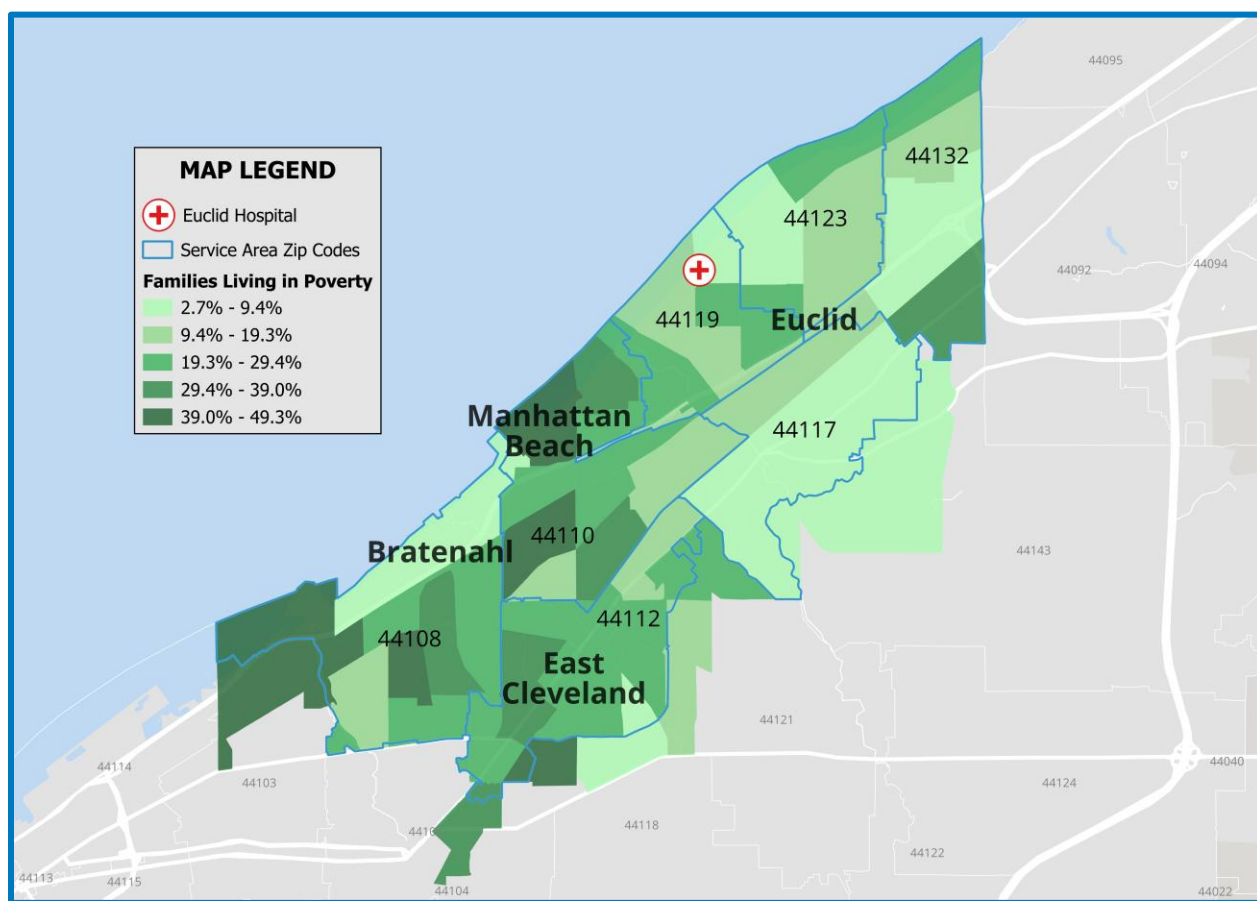 44095
MAP LEGEND
Euclid Hospital
Service Area Zip Codes
Families Living in Poverty
2.7% - 9.4%
9.4% - 19.3%
19.3% - 29.4%
29.4% - 39.0%
39.0% - 49.3%
44132
44123
44092
44094
44119
Euclid
Manhattan
Beach
44117
44110
Bratenahl
44143
44112
44108
East
Cleveland
44121
44114
44103
44124
44040
44118
44122
44113
44115
44104
44022